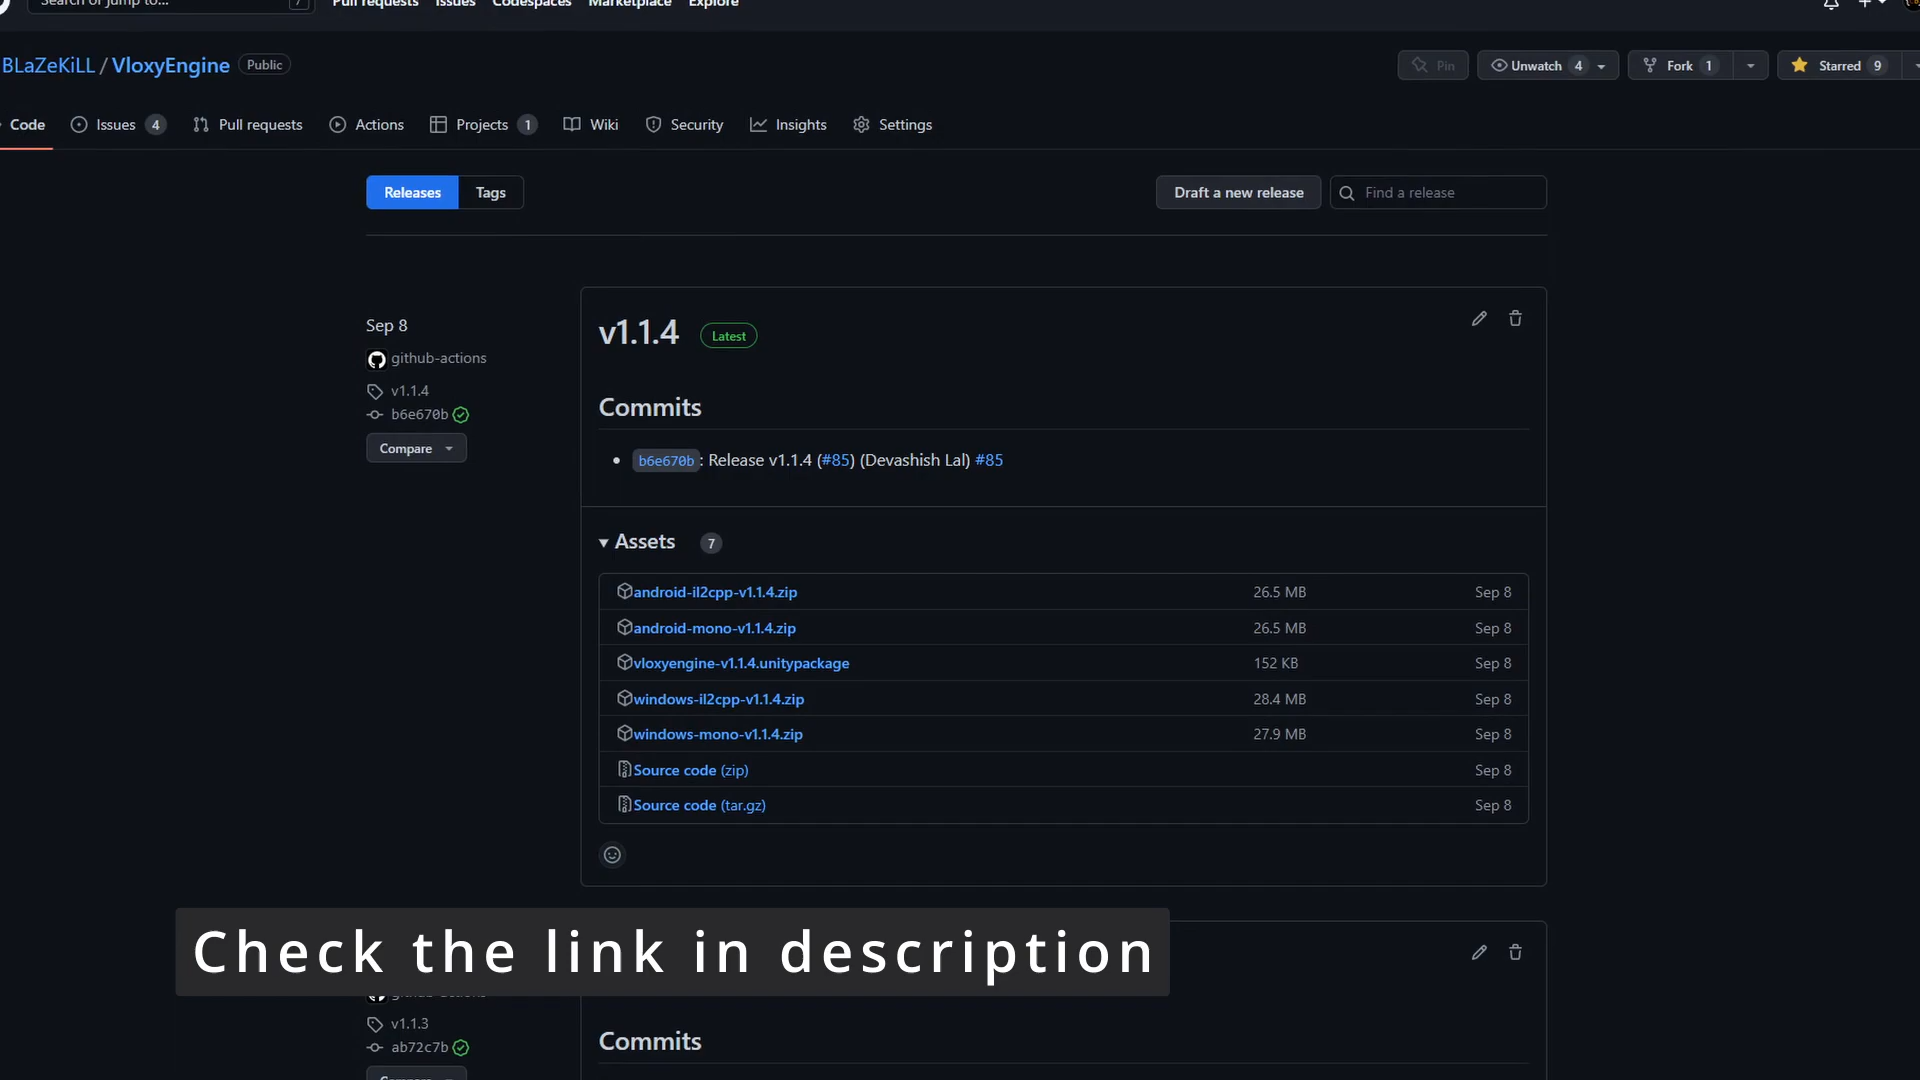 Search or jump to...
/
Pull requests Issues Codespaces Marketplace Explore
BLaZeKiLL / VloxyEngine Public
Pin
Unwatch 4
Fork 1
Starred 9
Code
Issues 4
Pull requests
Actions
Projects 1
Wiki
Security
Insights
Settings
Releases
Tags
Draft a new release
Find a release
Sep 8
github-actions
v1.1.4
b6e670b
Compare
v1.1.4 Latest
Commits
b6e670b: Release v1.1.4 (#85) (Devashish Lal) #85
Assets 7
android-il2cpp-v1.1.4.zip 26.5 MB Sep 8
android-mono-v1.1.4.zip 26.5 MB Sep 8
vloxyengine-v1.1.4.unitypackage 152 KB Sep 8
windows-il2cpp-v1.1.4.zip 28.4 MB Sep 8
windows-mono-v1.1.4.zip 27.9 MB Sep 8
Source code (zip) Sep 8
Source code (tar.gz) Sep 8
Check the link in description
v1.1.3
ab72c7b
Commits